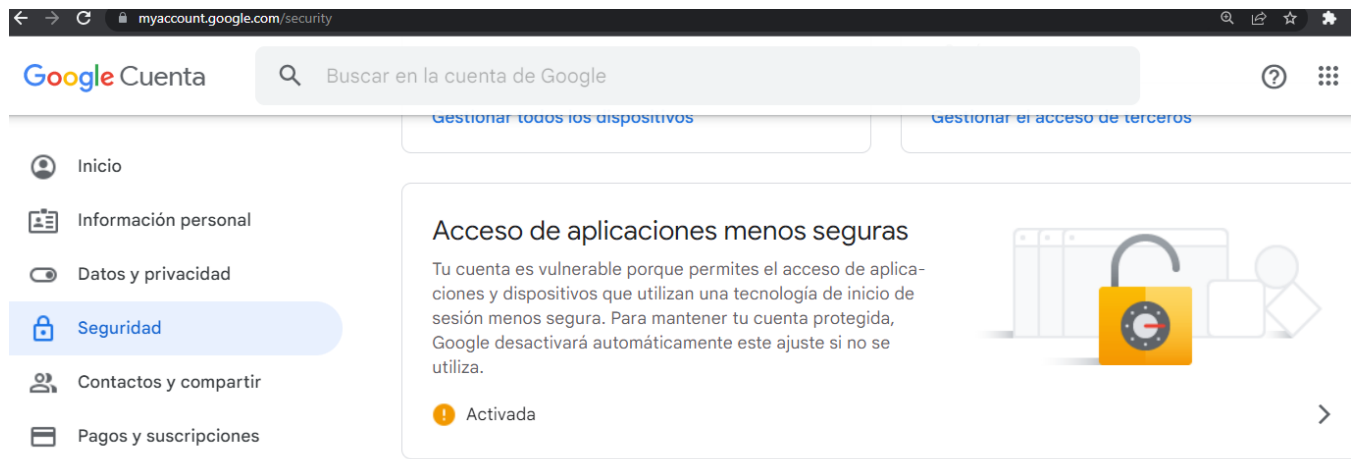 myaccount.google.com/security
Google Cuenta
Buscar en la cuenta de Google
Gestionar todos los dispositivos
Gestionar el acceso de terceros
Inicio
Información personal
Datos y privacidad
Seguridad
Contactos y compartir
Pagos y suscripciones
Acceso de aplicaciones menos seguras
Tu cuenta es vulnerable porque permites el acceso de aplica-
ciones y dispositivos que utilizan una tecnología de inicio de
sesión menos segura. Para mantener tu cuenta protegida,
Google desactivará automáticamente este ajuste si no se
utiliza.
Activada